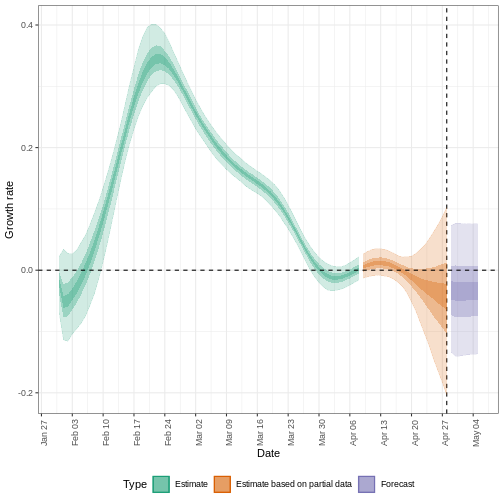 0.4
0.2
0.0
-0.2
Growth rate
Jan 27
Feb 03
Feb 10
Feb 17
Feb 24
Mar 02
Mar 09
Mar 16
Mar 23
Mar 30
Apr 06
Apr 13
Apr 20
Apr 27
May 04
Date
Type Estimate Estimate based on partial data Forecast